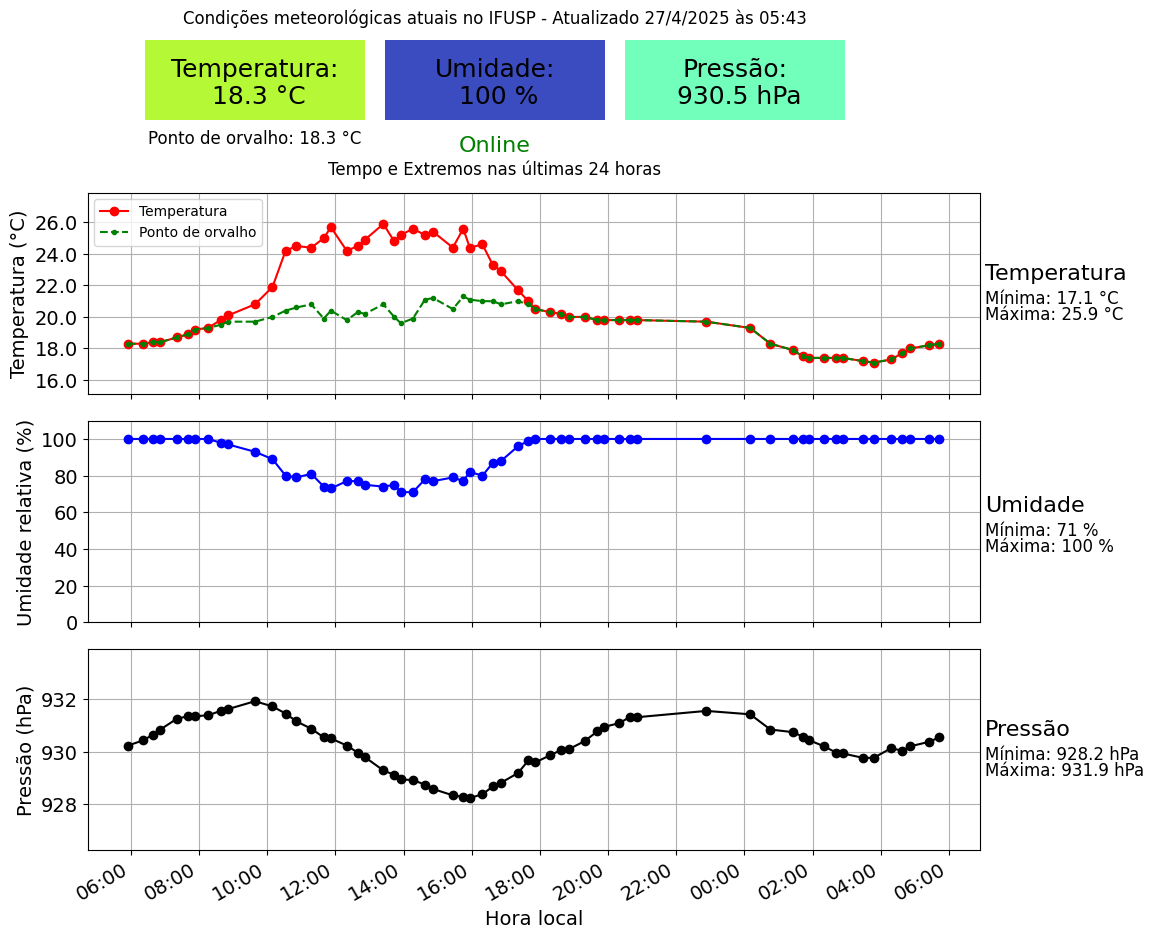 Condições meteorológicas atuais no IFUSP - Atualizado 27/4/2025 às 05:43
Temperatura:
18.3 °C
Umidade:
100 %
Pressão:
930.5 hPa
Ponto de orvalho: 18.3 °C
Online
Tempo e Extremos nas últimas 24 horas
Temperatura (°C)
26.0
24.0
22.0
20.0
18.0
16.0
Temperatura
Ponto de orvalho
Temperatura
Mínima: 17.1 °C
Máxima: 25.9 °C
Umidade relativa (%)
100
80
60
40
20
0
Umidade
Mínima: 71 %
Máxima: 100 %
Pressão (hPa)
932
930
928
Pressão
Mínima: 928.2 hPa
Máxima: 931.9 hPa
06:00 08:00 10:00 12:00 14:00 16:00 18:00 20:00 22:00 00:00 02:00 04:00 06:00
Hora local